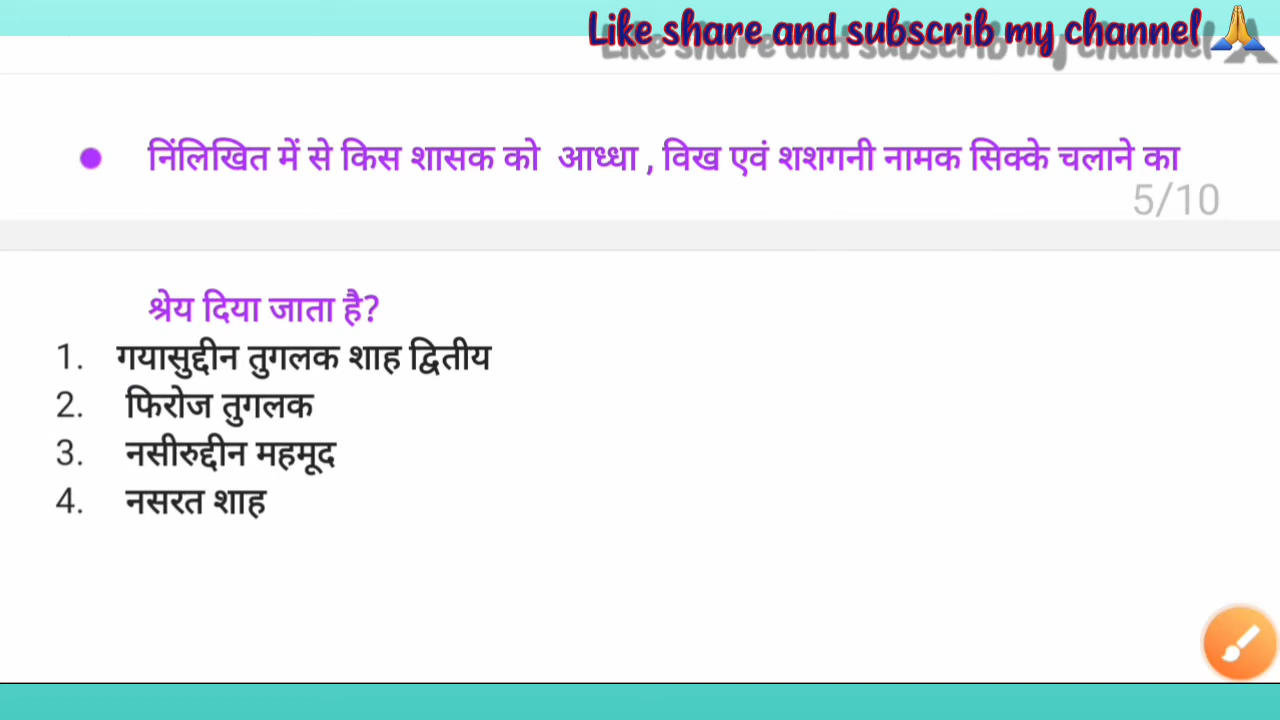 Like share and subscrib my channel 🙏
निंलिखित में से किस शासक को आध्धा , विख एवं शशगनी नामक सिक्के चलाने का
5/10
श्रेय दिया जाता है?
1. गयासुद्दीन तुगलक शाह द्वितीय
2. फिरोज तुगलक
3. नसीरुद्दीन महमूद
4. नसरत शाह